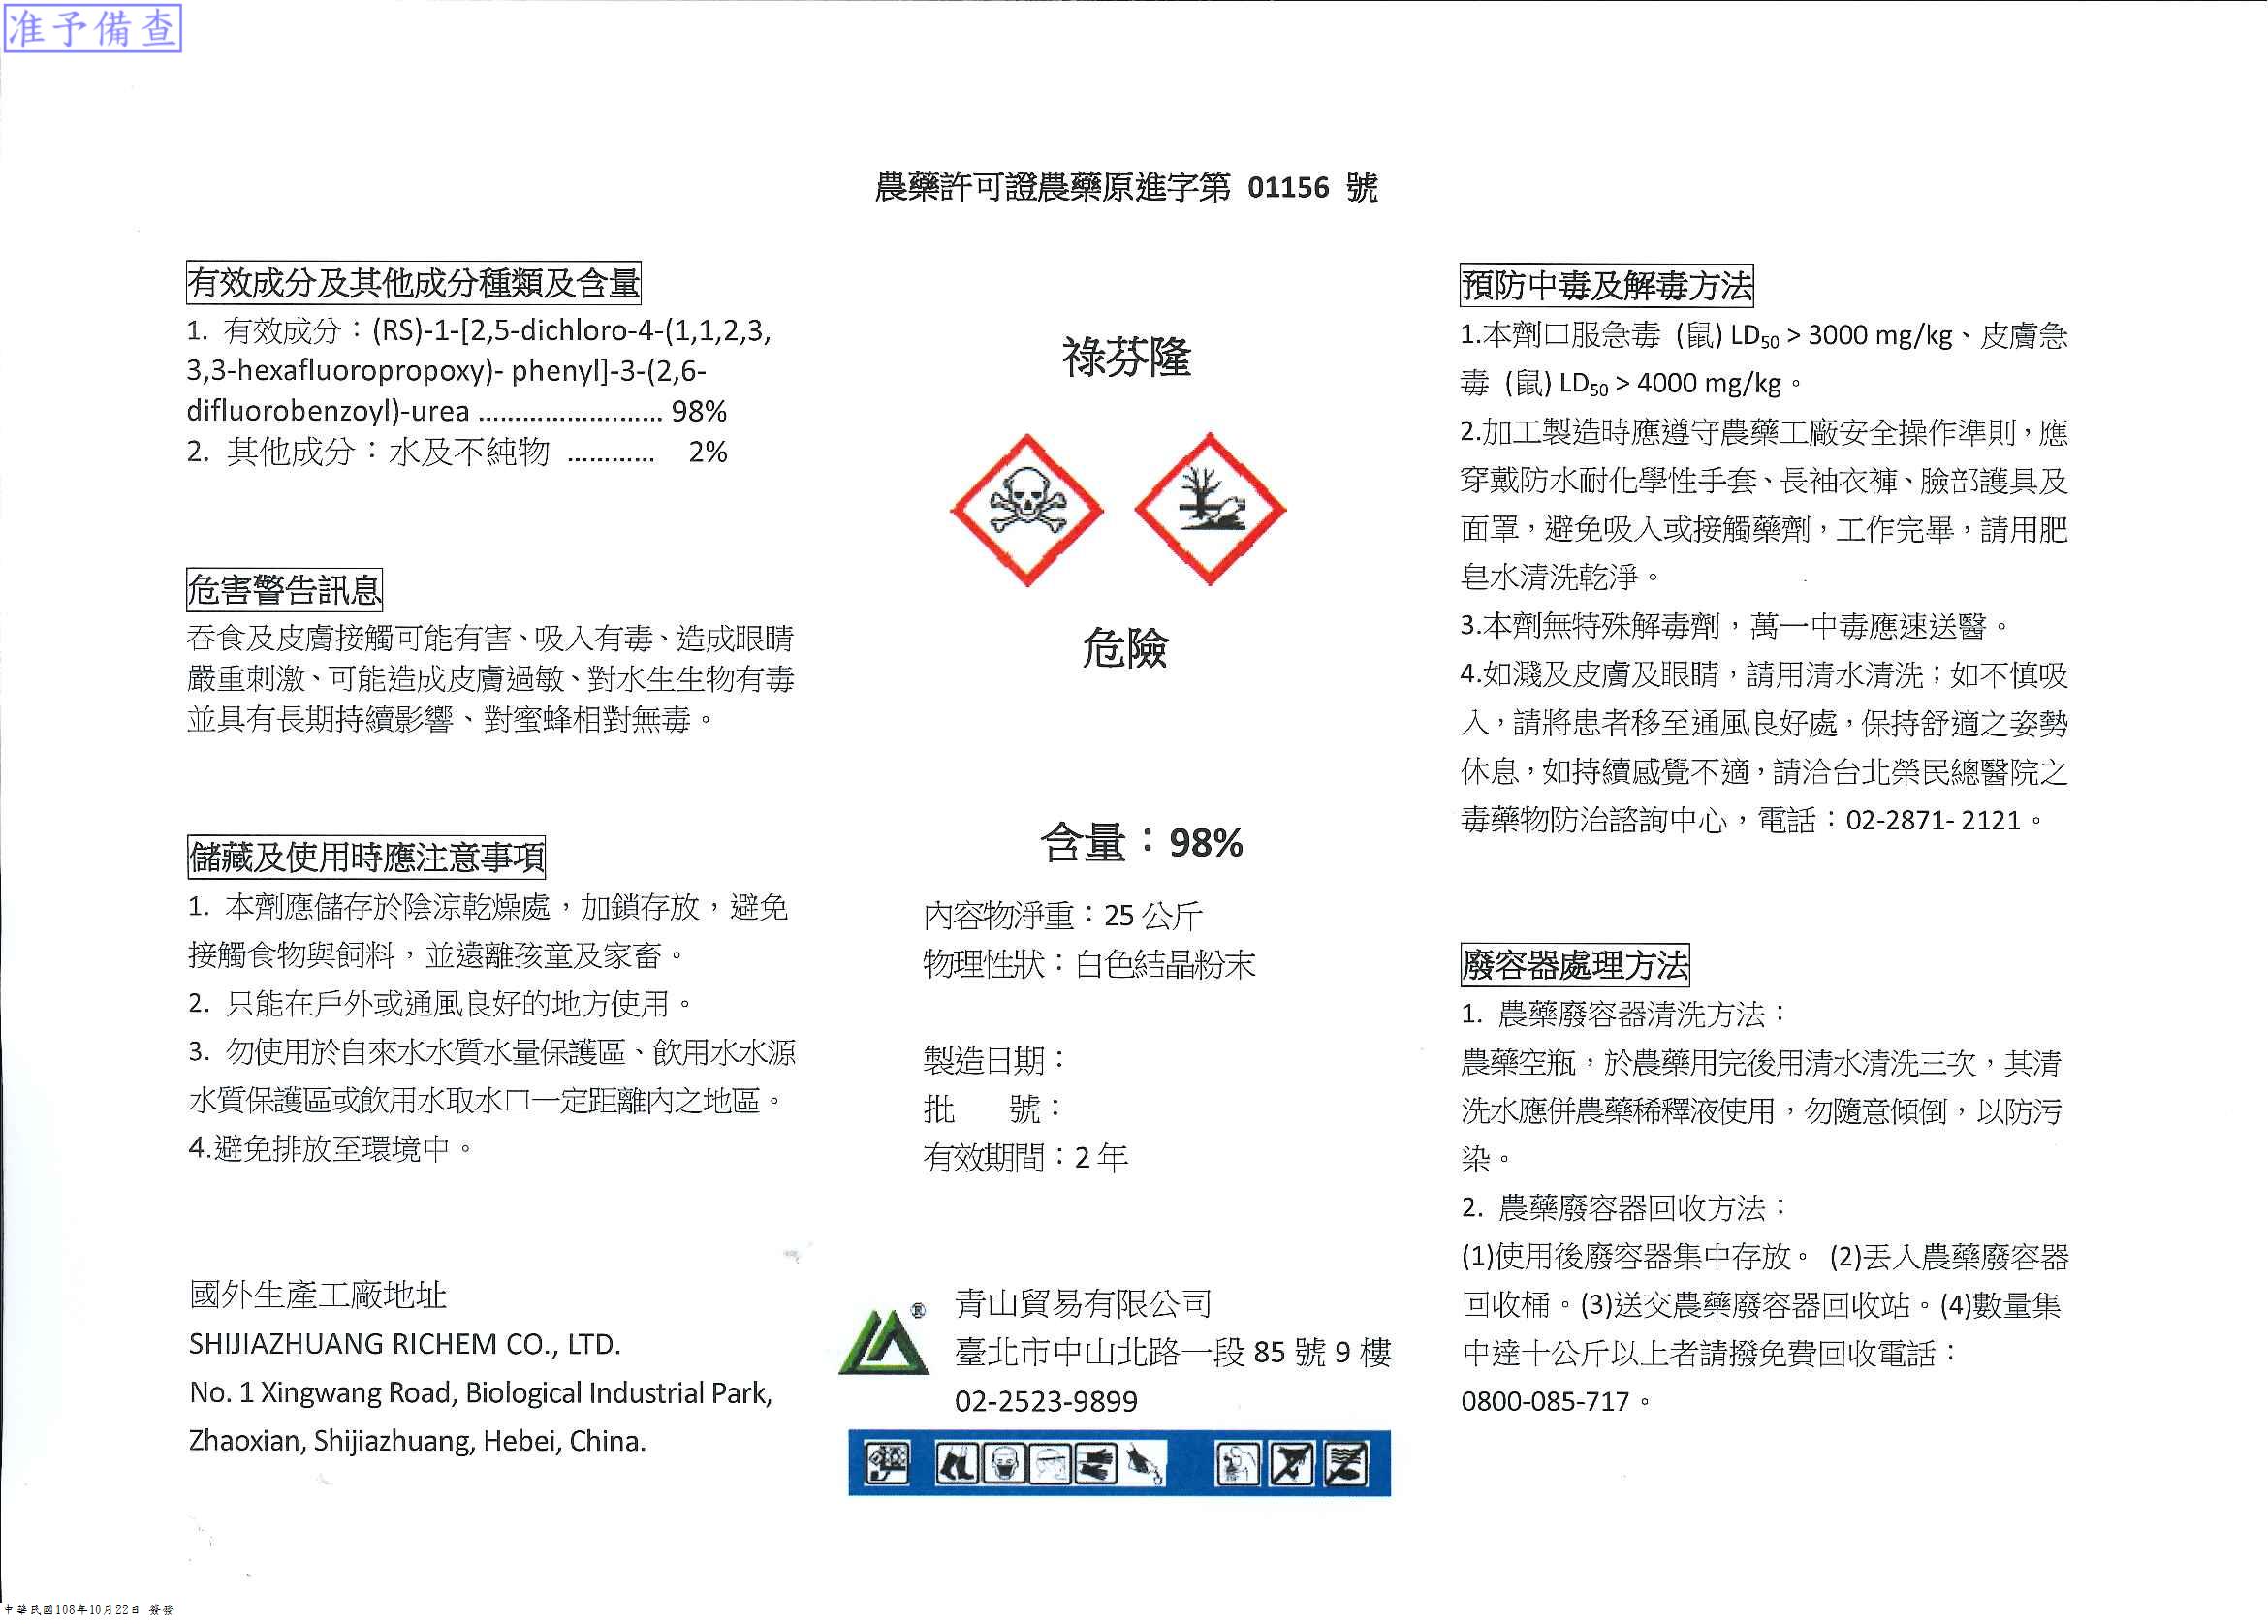 准予備查
農藥許可證農藥原進字第 01156 號
有效成分及其他成分種類及含量
1. 有效成分：(RS)-1-[2,5-dichloro-4-(1,1,2,3,
3,3-hexafluoropropoxy)- phenyl]-3-(2,6-
difluorobenzoyl)-urea ......................... 98%
2. 其他成分：水及不純物 ............ 2%
危害警告訊息
吞食及皮膚接觸可能有害、吸入有毒、造成眼睛
嚴重刺激、可能造成皮膚過敏、對水生生物有毒
並具有長期持續影響、對蜜蜂相對無毒。
儲藏及使用時應注意事項
1. 本劑應儲存於陰涼乾燥處，加鎖存放，避免
接觸食物與飼料，並遠離孩童及家畜。
2. 只能在戶外或通風良好的地方使用。
3. 勿使用於自來水水質水量保護區、飲用水水源
水質保護區或飲用水取水口一定距離內之地區。
4.避免排放至環境中。
國外生產工廠地址
SHIJIAZHUANG RICHEM CO., LTD.
No. 1 Xingwang Road, Biological Industrial Park,
Zhaoxian, Shijiazhuang, Hebei, China.
祿芬隆
危險
含量：98%
內容物淨重：25 公斤
物理性狀：白色結晶粉末
製造日期：
批 號：
有效期間：2 年
®
青山貿易有限公司
臺北市中山北路一段 85 號 9 樓
02-2523-9899
預防中毒及解毒方法
1.本劑口服急毒 (鼠) LD₅₀ > 3000 mg/kg、皮膚急
毒 (鼠) LD₅₀ > 4000 mg/kg。
2.加工製造時應遵守農藥工廠安全操作準則，應
穿戴防水耐化學性手套、長袖衣褲、臉部護具及
面罩，避免吸入或接觸藥劑，工作完畢，請用肥
皂水清洗乾淨。
3.本劑無特殊解毒劑，萬一中毒應速送醫。
4.如濺及皮膚及眼睛，請用清水清洗；如不慎吸
入，請將患者移至通風良好處，保持舒適之姿勢
休息，如持續感覺不適，請洽台北榮民總醫院之
毒藥物防治諮詢中心，電話：02-2871- 2121。
廢容器處理方法
1. 農藥廢容器清洗方法：
農藥空瓶，於農藥用完後用清水清洗三次，其清
洗水應併農藥稀釋液使用，勿隨意傾倒，以防污
染。
2. 農藥廢容器回收方法：
(1)使用後廢容器集中存放。 (2)丟入農藥廢容器
回收桶。(3)送交農藥廢容器回收站。(4)數量集
中達十公斤以上者請撥免費回收電話：
0800-085-717。
中華民國108年10月22日 簽發